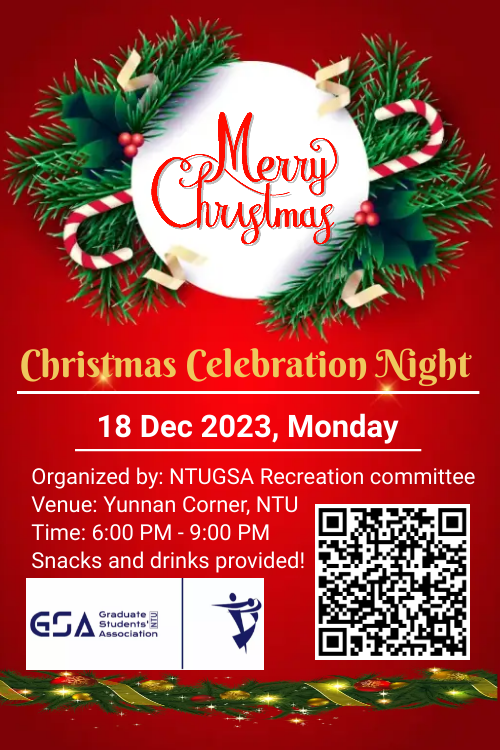 Merry
Christmas
Christmas Celebration Night
18 Dec 2023, Monday
Organized by: NTUGSA Recreation committee
Venue: Yunnan Corner, NTU
Time: 6:00 PM - 9:00 PM
Snacks and drinks provided!
GSA Graduate
Students' NTU
Association